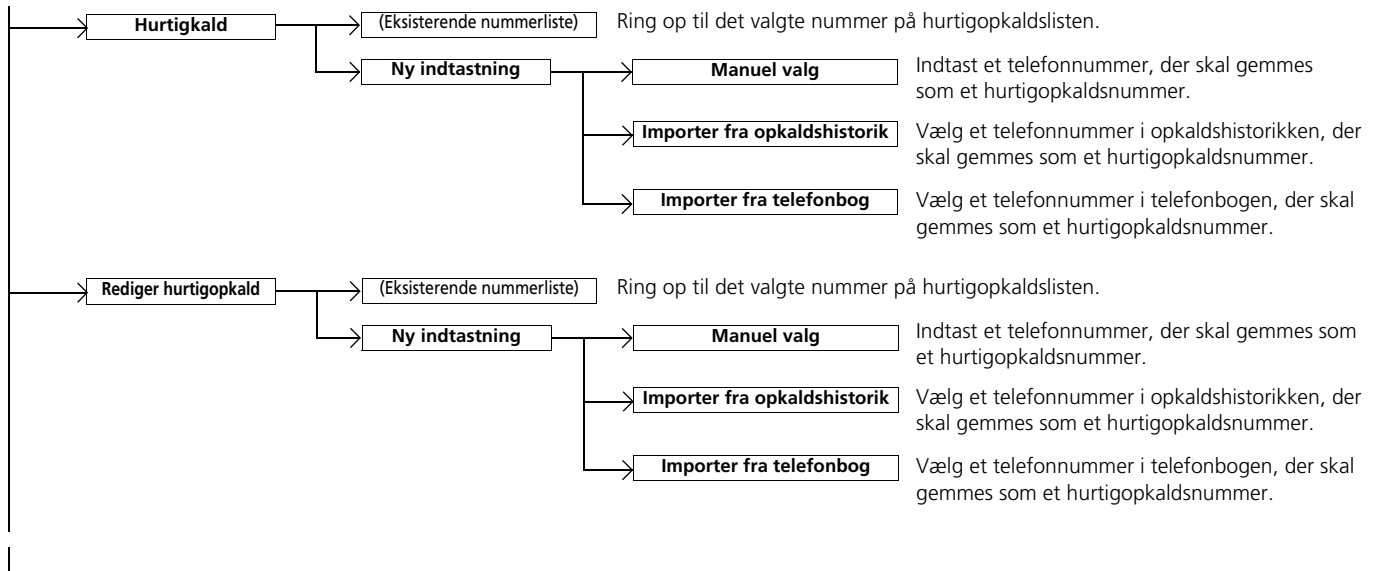 Hurtigkald
(Eksisterende nummerliste)
Ring op til det valgte nummer på hurtigopkaldslisten.
Ny indtastning
Manuel valg
Indtast et telefonnummer, der skal gemmes
som et hurtigopkaldsnummer.
Importer fra opkaldshistorik
Vælg et telefonnummer i opkaldshistorikken, der
skal gemmes som et hurtigopkaldsnummer.
Importer fra telefonbog
Vælg et telefonnummer i telefonbogen, der skal
gemmes som et hurtigopkaldsnummer.
Rediger hurtigopkald
(Eksisterende nummerliste)
Ring op til det valgte nummer på hurtigopkaldslisten.
Ny indtastning
Manuel valg
Indtast et telefonnummer, der skal gemmes som
et hurtigopkaldsnummer.
Importer fra opkaldshistorik
Vælg et telefonnummer i opkaldshistorikken, der
skal gemmes som et hurtigopkaldsnummer.
Importer fra telefonbog
Vælg et telefonnummer i telefonbogen, der skal
gemmes som et hurtigopkaldsnummer.